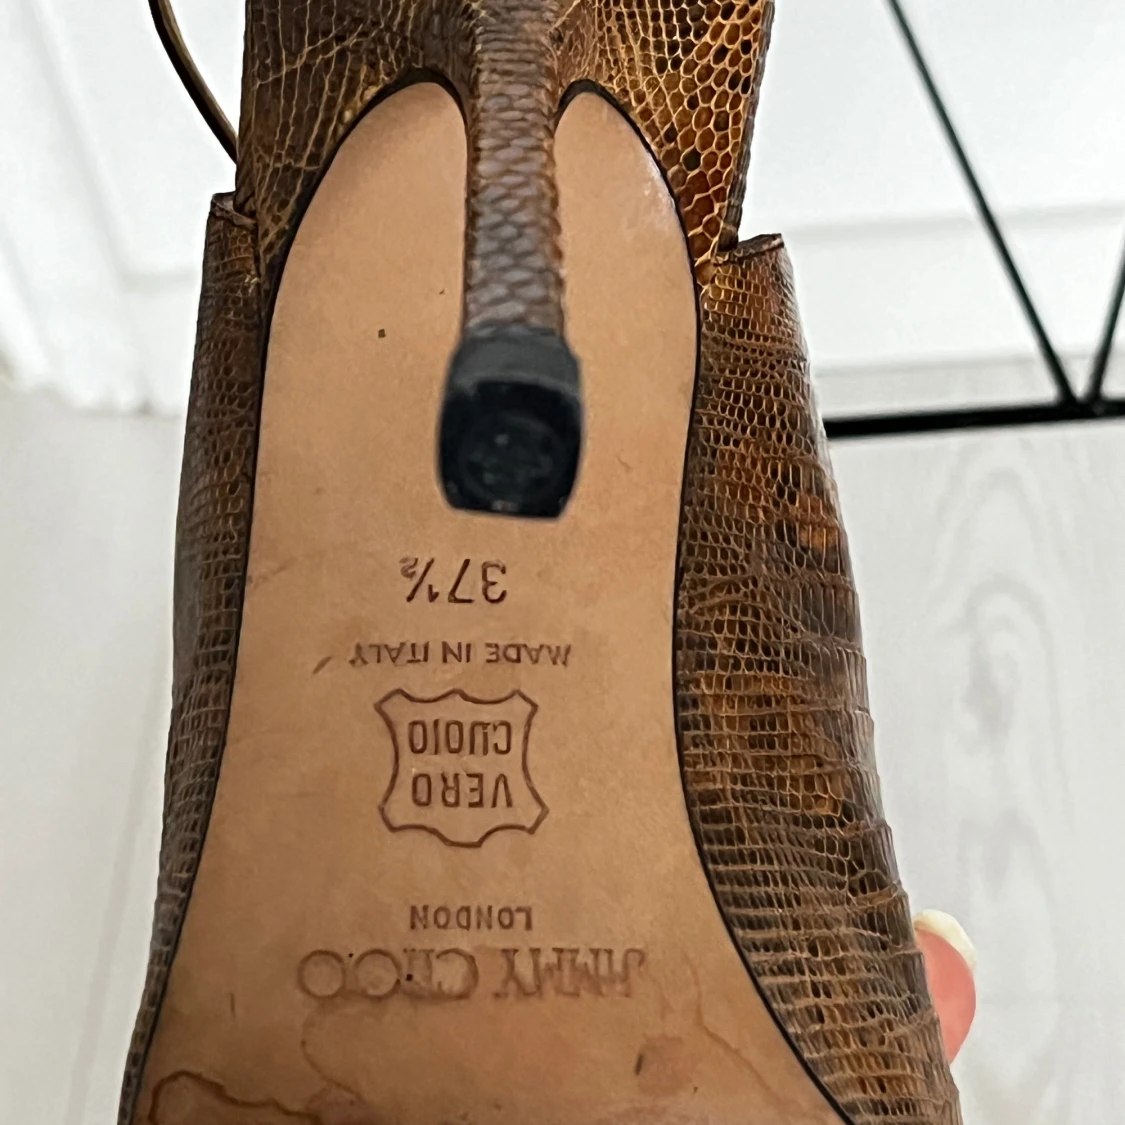 JIMMY CHOO
LONDON
VERO
CUOIO
MADE IN ITALY
37½